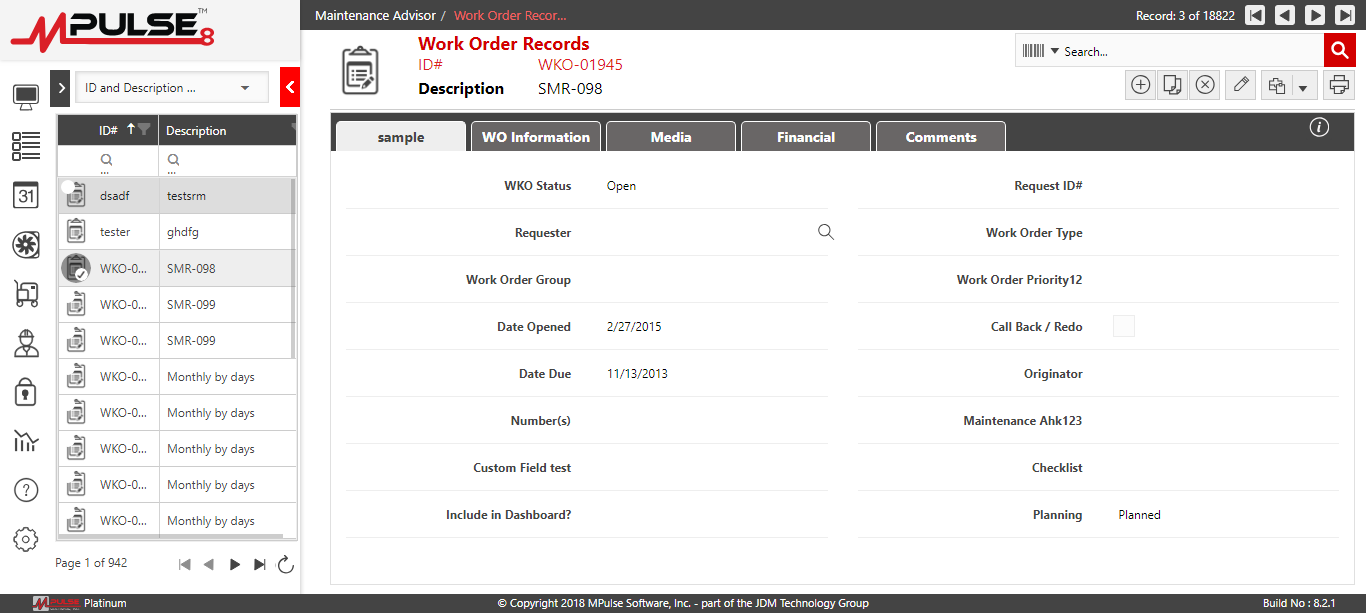 MPULSE 8™
Maintenance Advisor / Work Order Recor...
Record: 3 of 18822
Work Order Records
ID# WKO-01945
Description SMR-098
Search...
ID and Description ...
ID# Description
... ...
dsadf testsrm
tester ghdfg
WKO-0... SMR-098
WKO-0... SMR-099
WKO-0... SMR-099
WKO-0... Monthly by days
WKO-0... Monthly by days
WKO-0... Monthly by days
WKO-0... Monthly by days
WKO-0... Monthly by days
Page 1 of 942
31
?
sample WO Information Media Financial Comments
i
WKO Status Open Request ID#
Requester Work Order Type
Work Order Group Work Order Priority12
Date Opened 2/27/2015 Call Back / Redo
Date Due 11/13/2013 Originator
Number(s) Maintenance Ahk123
Custom Field test Checklist
Include in Dashboard? Planning Planned
MPULSE Platinum
© Copyright 2018 MPulse Software, Inc. - part of the JDM Technology Group
Build No : 8.2.1